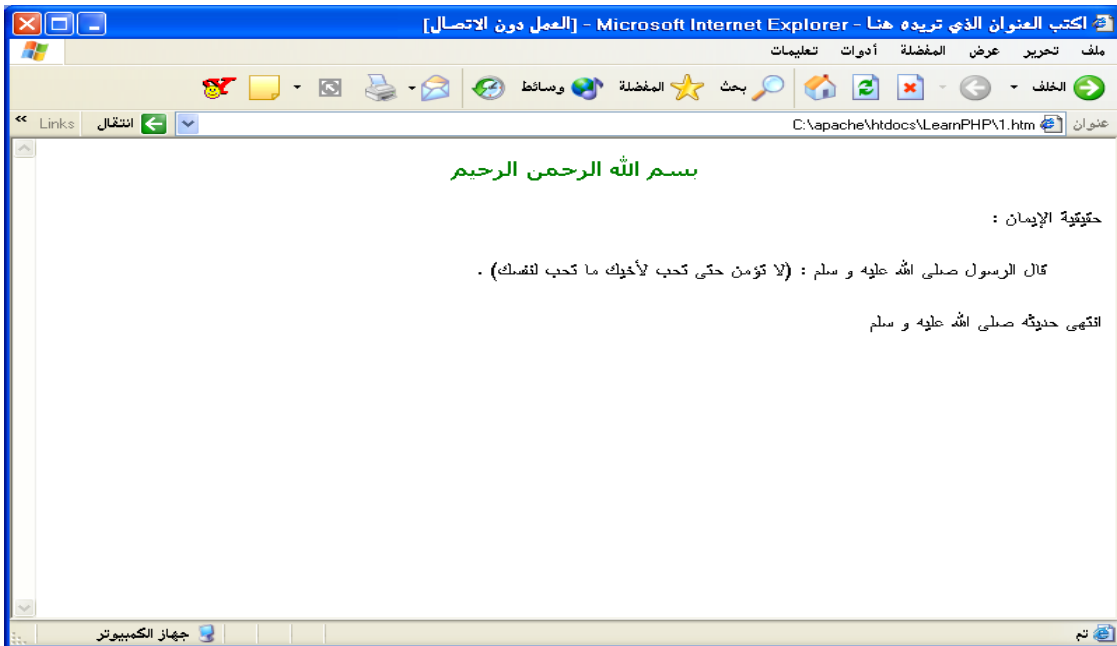 اكتب العنوان الذي تريده هنا - Microsoft Internet Explorer - [العمل دون الاتصال]
ملف تحرير عرض المفضلة أدوات تعليمات
الخلف بحث المفضلة وسائط
عنوان C:\apache\htdocs\LearnPHP\1.htm انتقال Links »
بسم الله الرحمن الرحيم
حقيقية الإيمان :
قال الرسول صلى الله عليه و سلم : (لا تؤمن حتى تحب لأخيك ما تحب لنفسك) .
انتهى حديثه صلى الله عليه و سلم
تم جهاز الكمبيوتر